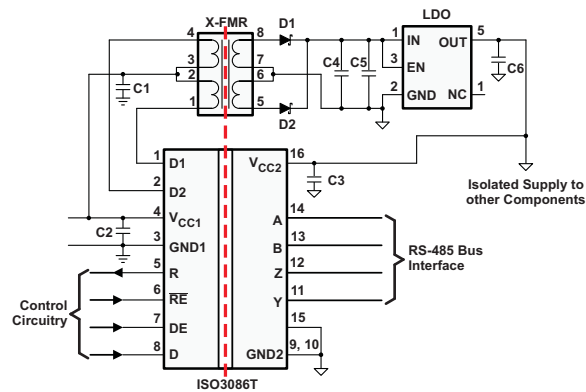 X-FMR
D1
LDO
4
8
1
IN
OUT
5
3
7
3
EN
C1
C4
C5
C6
2
6
2
GND
NC
1
1
5
D2
1
D1
16
VCC2
C3
2
D2
Isolated Supply to
other Components
4
VCC1
14
A
C2
3
GND1
13
B
RS-485 Bus
Interface
5
R
12
Z
Control
Circuitry
6
RE
11
Y
7
DE
15
8
D
9, 10
GND2
ISO3086T